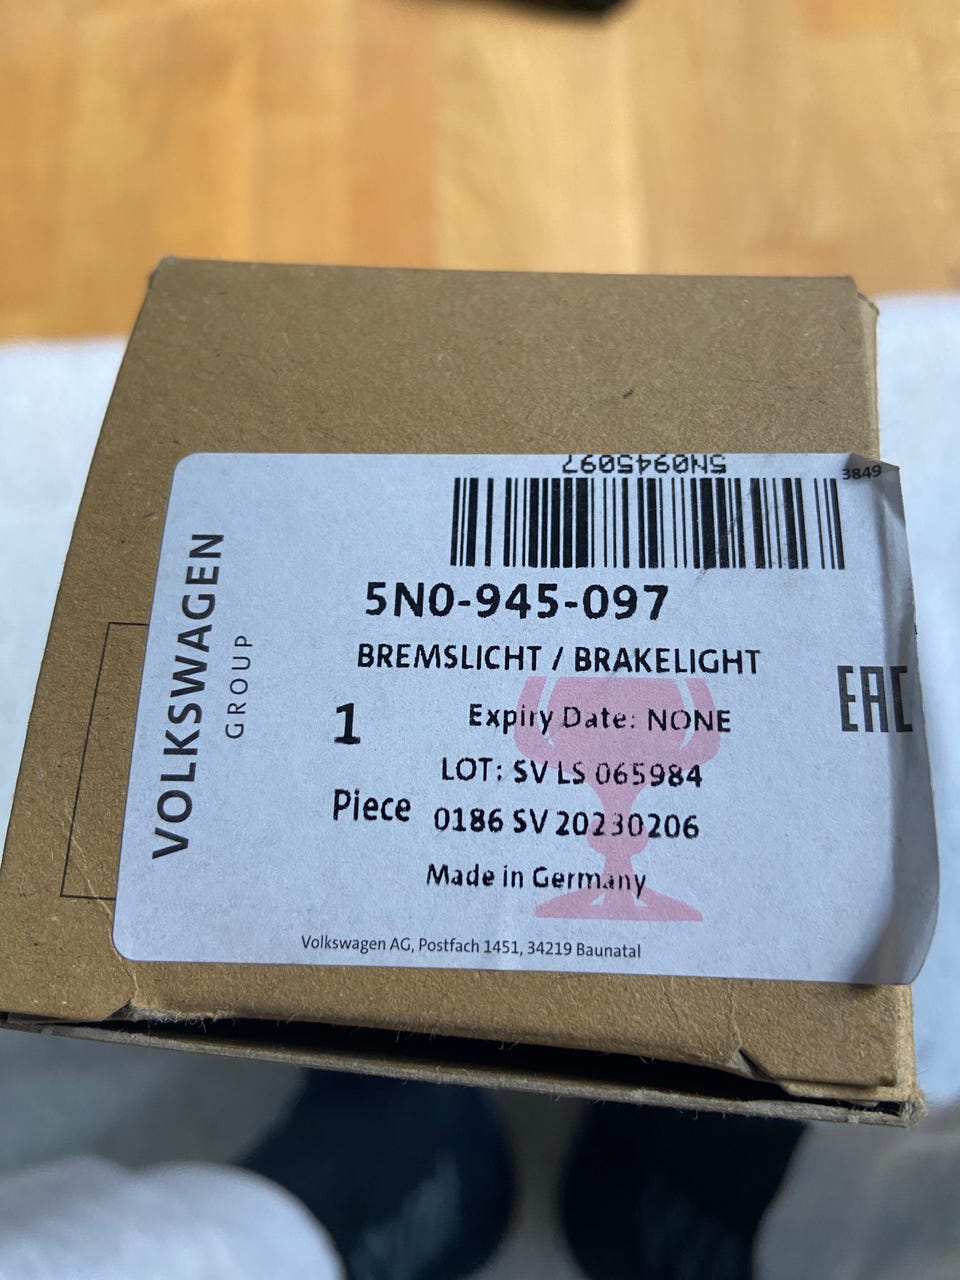 5N0945097
3849
5N0-945-097
BREMSLICHT / BRAKELIGHT
VOLKSWAGEN
GROUP
EAC
1
Piece
Expiry Date: NONE
LOT: SV LS 065984
0186 SV 20230206
Made in Germany
Volkswagen AG, Postfach 1451, 34219 Baunatal